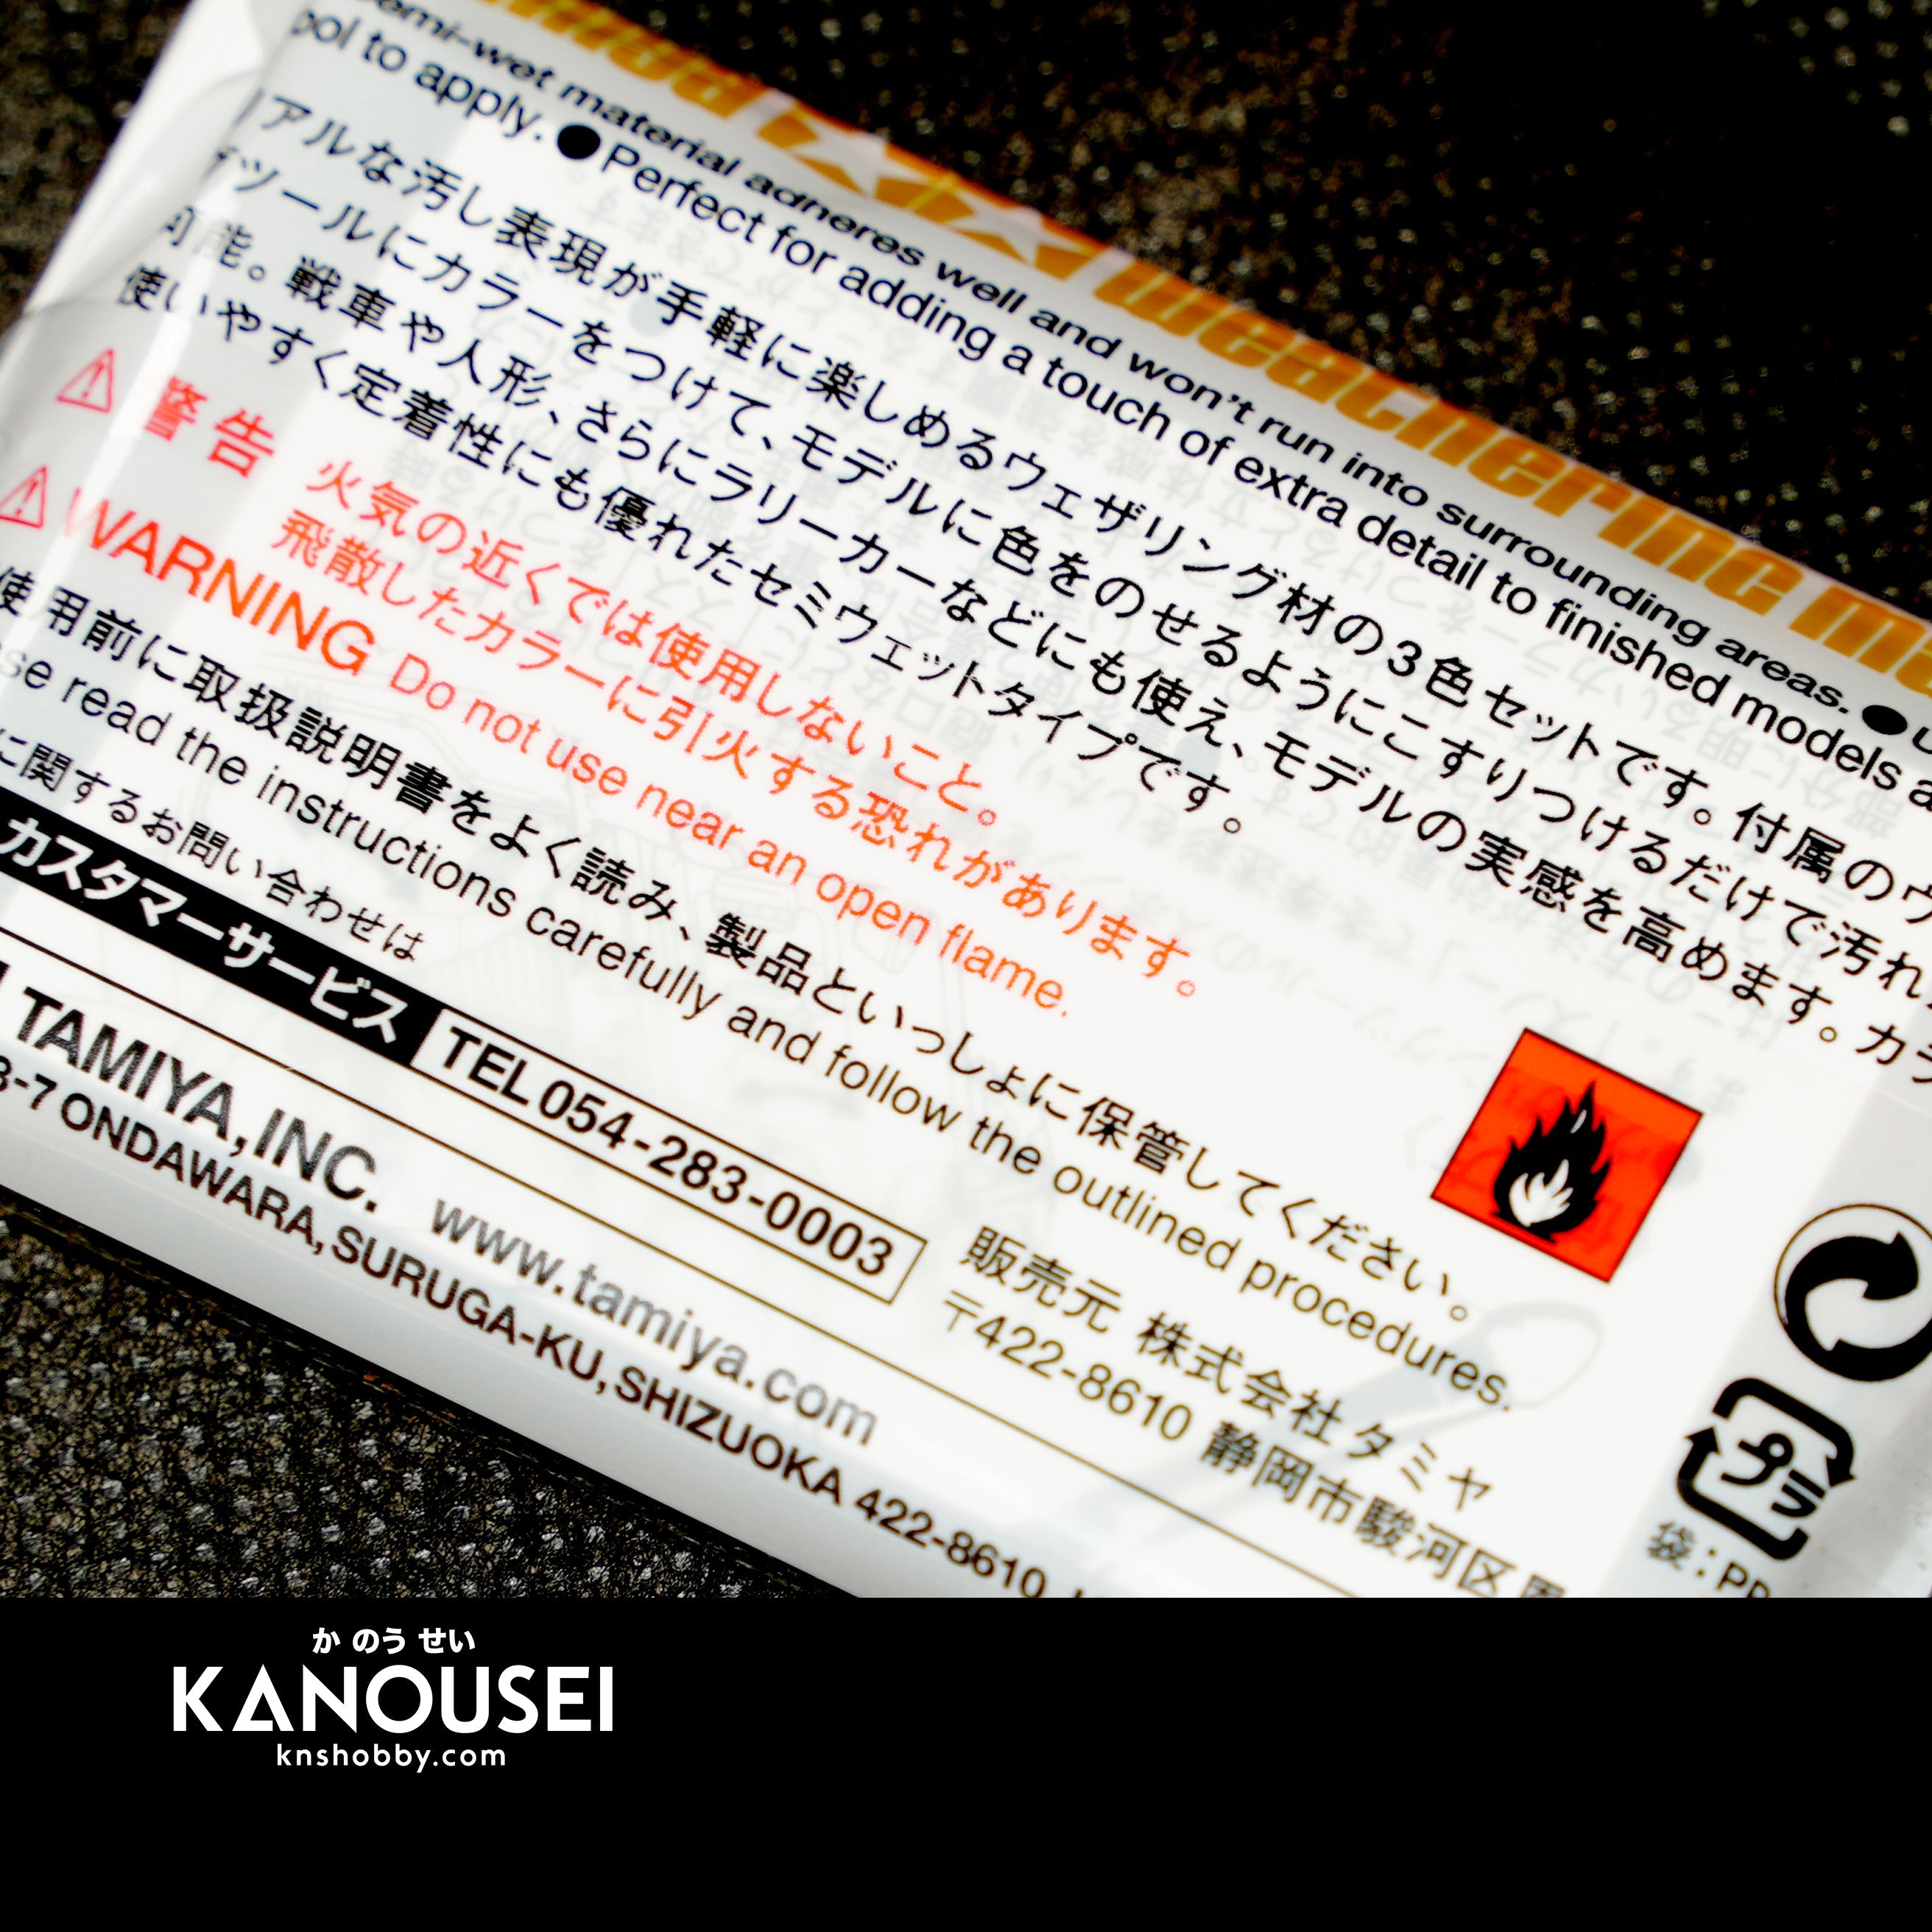 weathering
semi-wet material adheres well and won't run into surrounding areas. ●
to apply. ●Perfect for adding a touch of extra detail to finished models
アルな汚し表現が手軽に楽しめるウェザリング材の3色セットです。付属のウ
ツールにカラーをつけて、モデルに色をのせるようにこすりつけるだけで汚れ
可能。戦車や人形、さらにラリーカーなどにも使え、モデルの実感を高めます。カラ
使いやすく定着性にも優れたセミウェットタイプです。
⚠警告 火気の近くでは使用しないこと。
飛散したカラーに引火する恐れがあります。
⚠WARNING Do not use near an open flame.
使用前に取扱説明書をよく読み、製品といっしょに保管してください。
read the instructions carefully and follow the outlined procedures.
に関するお問い合わせは
カスタマーサービス TEL054-283-0003
販売元 株式会社タミヤ
〒422-8610 静岡市駿河区
TAMIYA,INC. www.tamiya.com
3-7 ONDAWARA, SURUGA-KU, SHIZUOKA 422-8610
プラ
袋:PP
か のう せい
KANOUSEI
knshobby.com